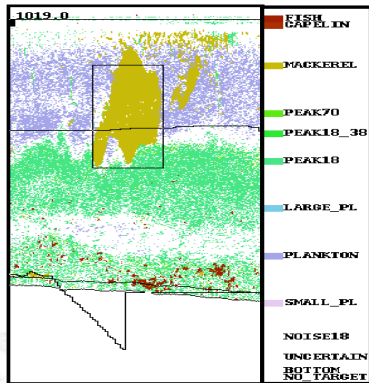 1019.0
FISH
CAPELIN
MACKEREL
PEAK70
PEAK18_38
PEAK18
LARGE_PL
PLANKTON
SMALL_PL
NOISE18
UNCERTAIN
BOTTOM
NO_TARGET